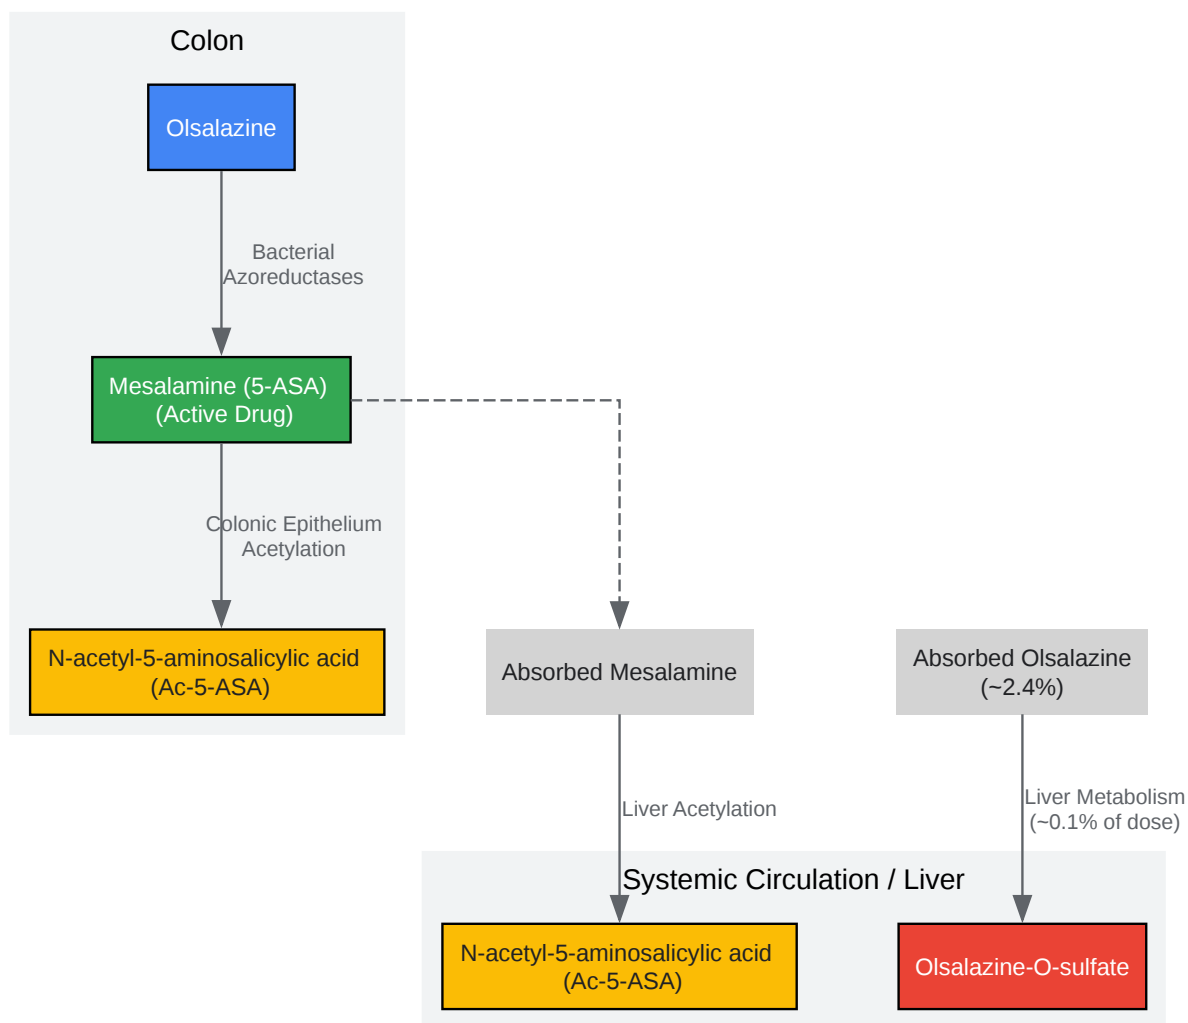 Colon
Olsalazine
Bacterial
Azoreductases
Mesalamine (5-ASA)
(Active Drug)
Colonic Epithelium
Acetylation
N-acetyl-5-aminosalicylic acid
(Ac-5-ASA)
Absorbed Mesalamine
Absorbed Olsalazine
(~2.4%)
Liver Acetylation
Liver Metabolism
(~0.1% of dose)
Systemic Circulation / Liver
N-acetyl-5-aminosalicylic acid
(Ac-5-ASA)
Olsalazine-O-sulfate